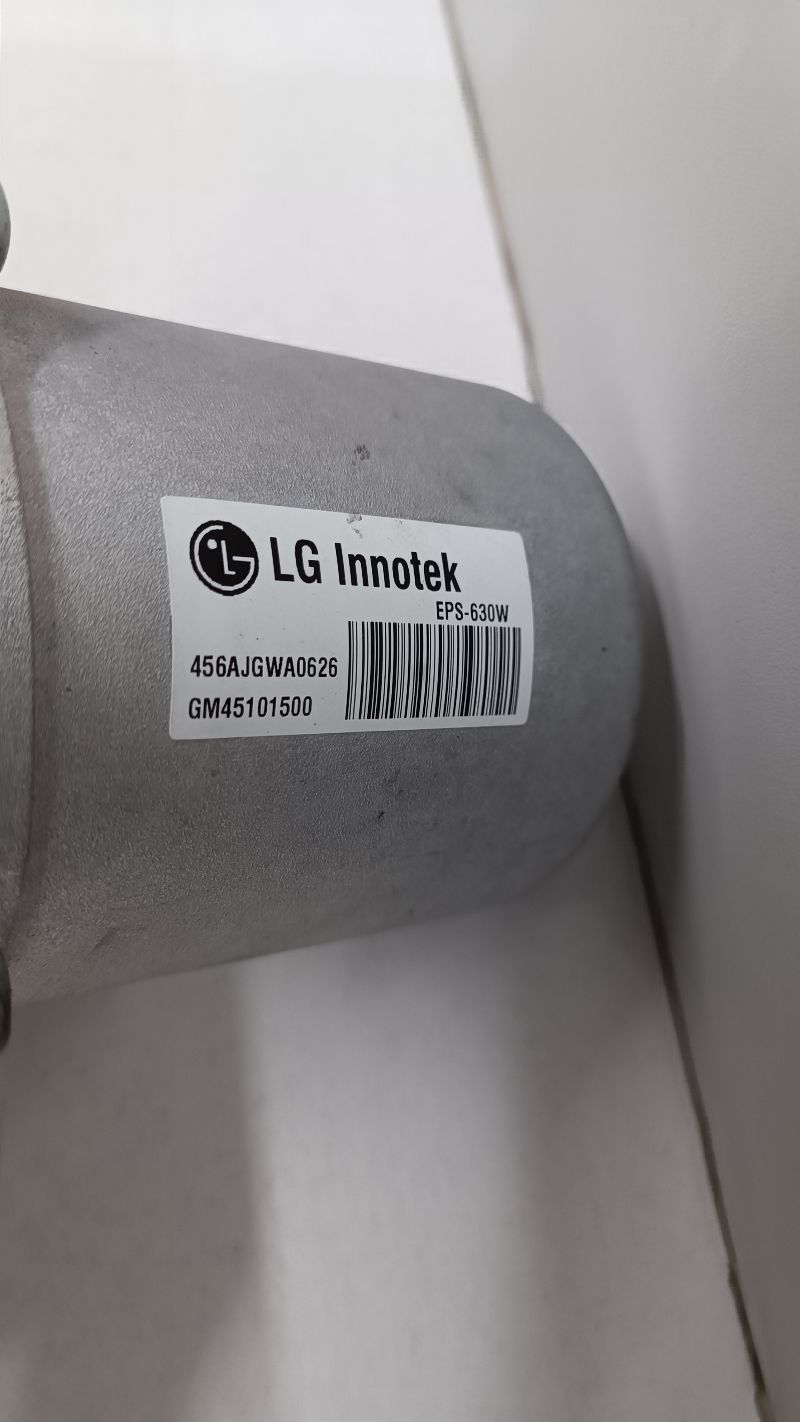 LG Innotek
EPS-630W
456AJGWA0626
GM45101500